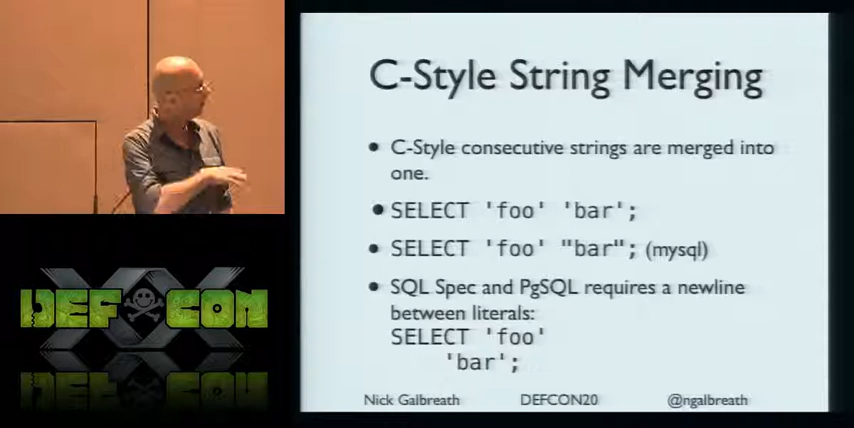 C-Style String Merging
• C-Style consecutive strings are merged into
one.
• SELECT 'foo' 'bar';
• SELECT 'foo' "bar"; (mysql)
• SQL Spec and PgSQL requires a newline
between literals:
SELECT 'foo'
'bar';
Nick Galbreath DEFCON20 @ngalbreath
XX
DEF CON